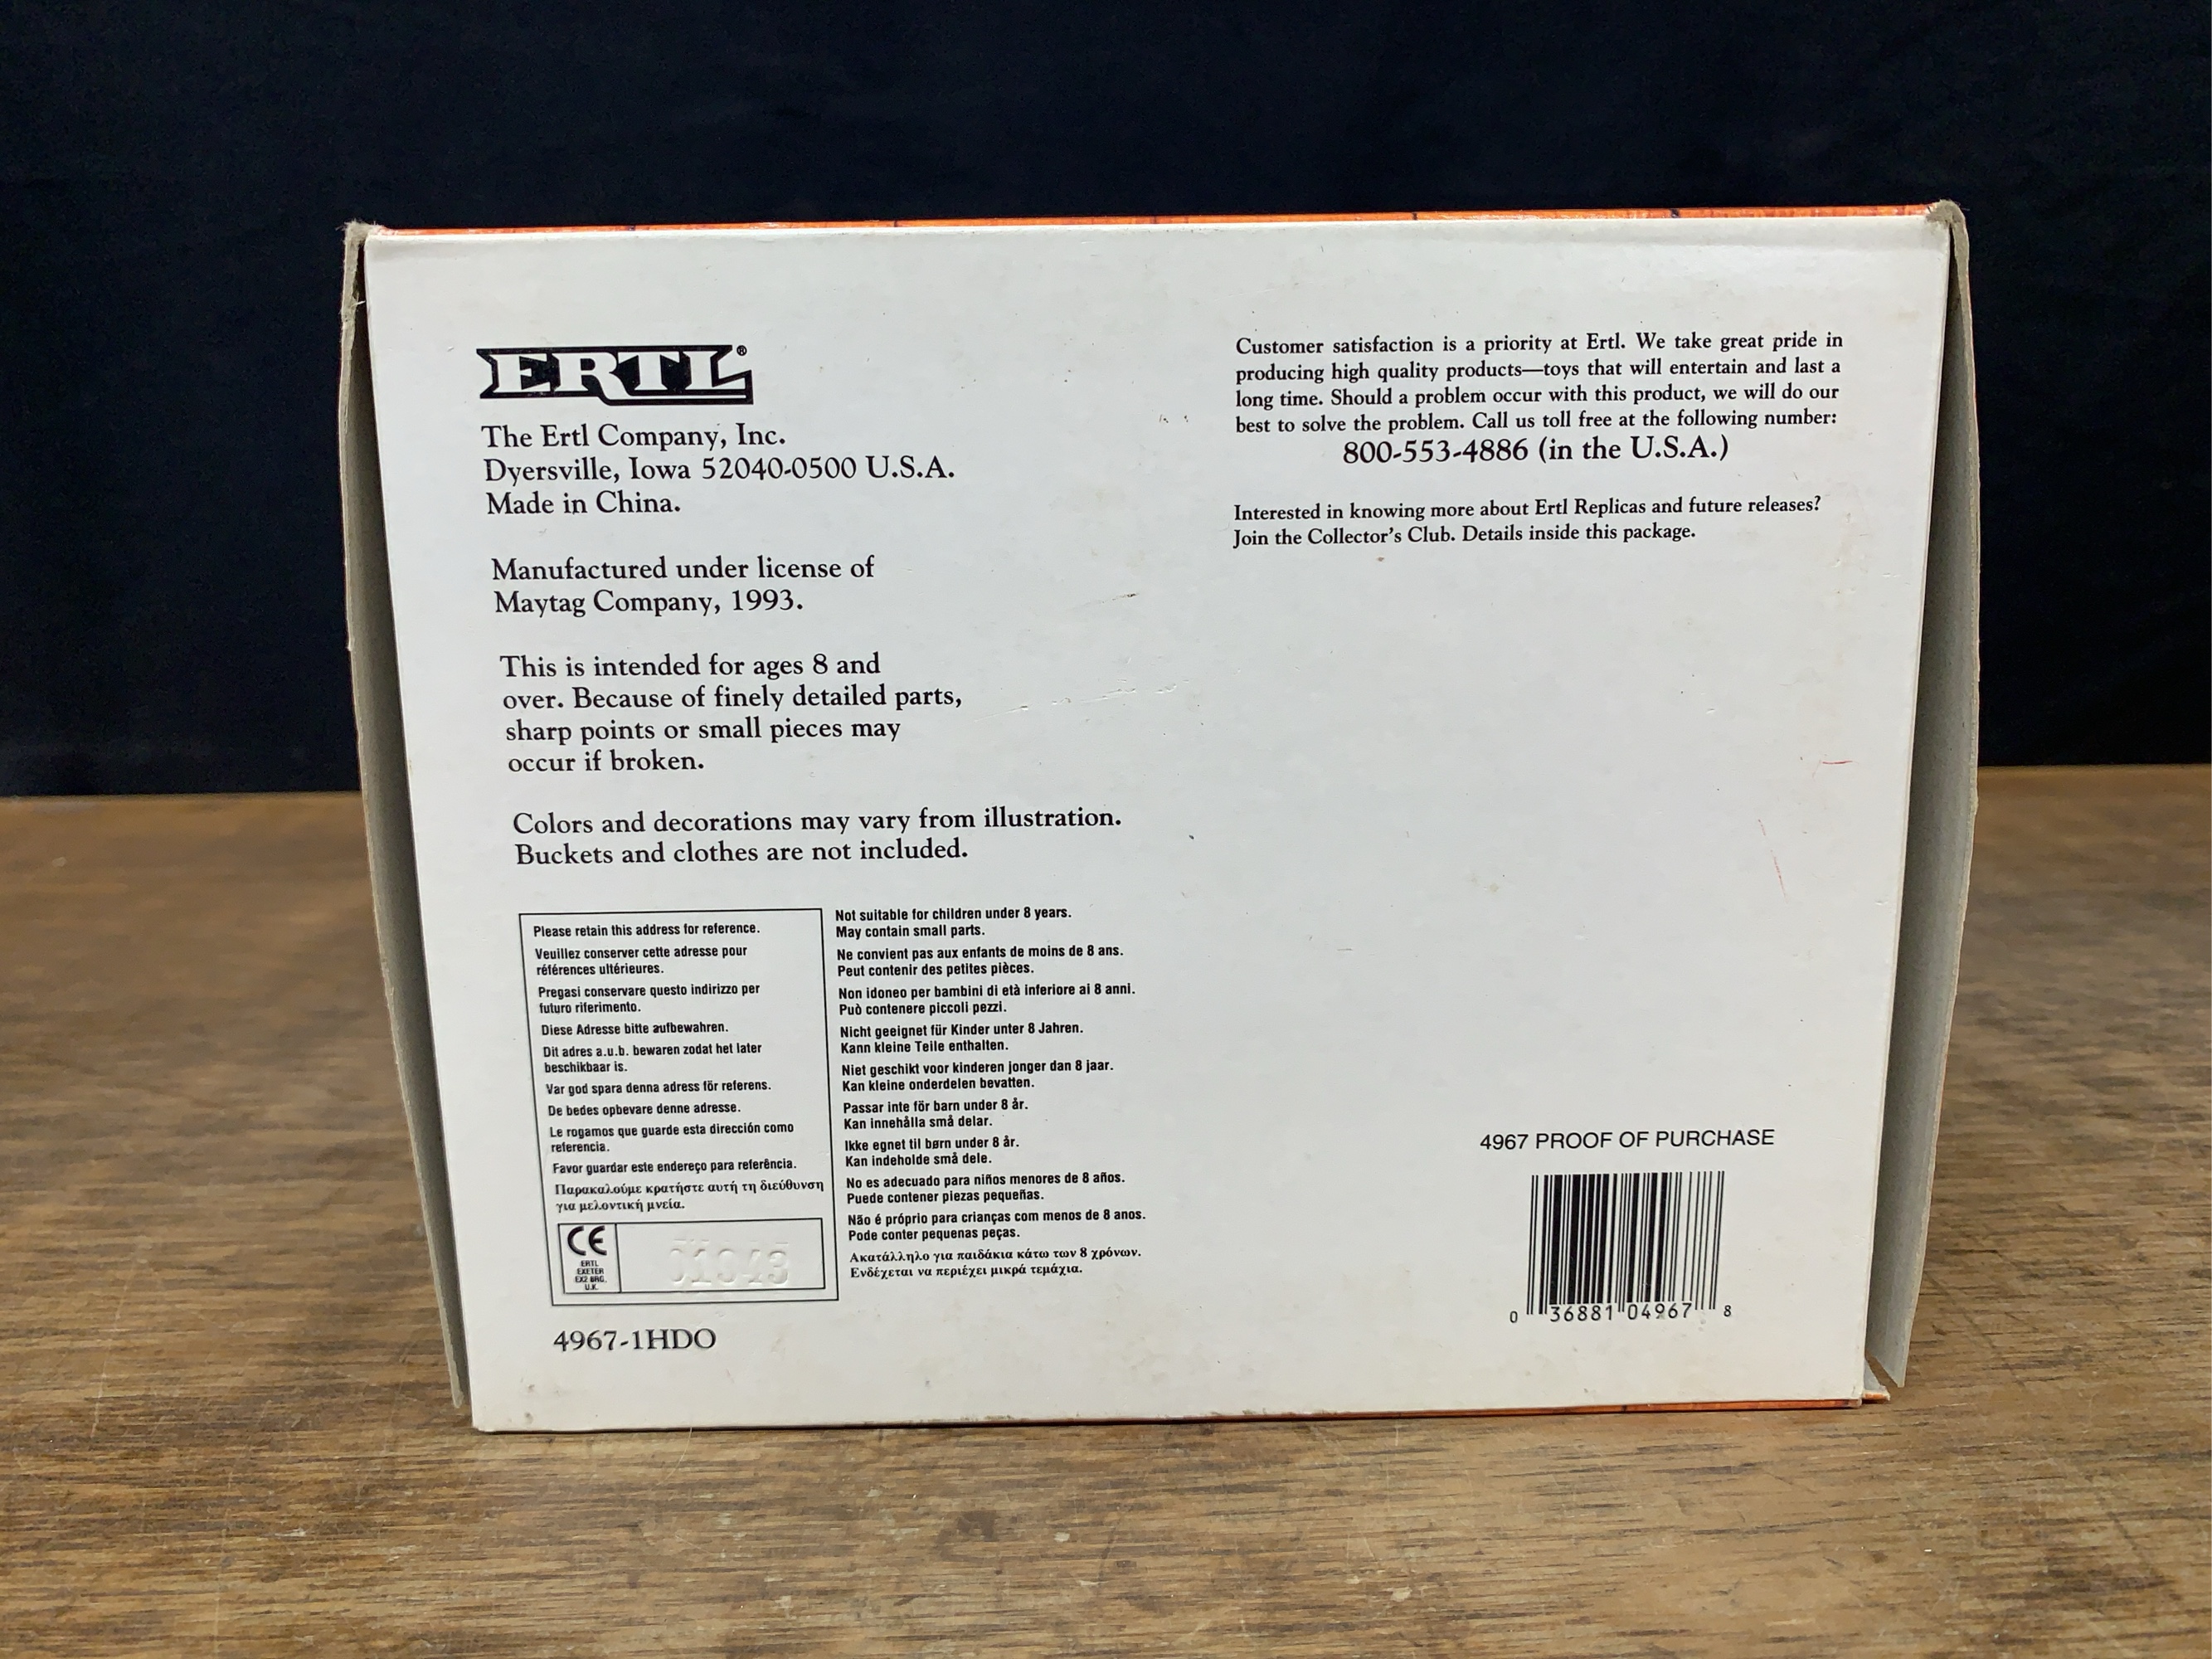 ERTL®
The Ertl Company, Inc.
Dyersville, Iowa 52040-0500 U.S.A.
Made in China.
Manufactured under license of
Maytag Company, 1993.
This is intended for ages 8 and
over. Because of finely detailed parts,
sharp points or small pieces may
occur if broken.
Colors and decorations may vary from illustration.
Buckets and clothes are not included.
Please retain this address for reference.
Veuillez conserver cette adresse pour
références ultérieures.
Pregasi conservare questo indirizzo per
futuro riferimento.
Diese Adresse bitte aufbewahren.
Dit adres a.u.b. bewaren zodat het later
beschikbaar is.
Var god spara denna adress för referens.
De bedes opbevare denne adresse.
Le rogamos que guarde esta dirección como
referencia.
Favor guardar este endereço para referência.
Παρακαλούμε κρατήστε αυτή τη διεύθυνση
για μελοντική μνεία.
CE
ERTL
EXETER
EX2
U.K.
Not suitable for children under 8 years.
May contain small parts.
Ne convient pas aux enfants de moins de 8 ans.
Peut contenir des petites pièces.
Non idoneo per bambini di età inferiore ai 8 anni.
Può contenere piccoli pezzi.
Nicht geeignet für Kinder unter 8 Jahren.
Kann kleine Teile enthalten.
Niet geschikt voor kinderen jonger dan 8 jaar.
Kan kleine onderdelen bevatten.
Passar inte för barn under 8 år.
Kan innehålla små delar.
Ikke egnet til børn under 8 år.
Kan indeholde små dele.
No es adecuado para niños menores de 8 años.
Puede contener piezas pequeñas.
Não é próprio para crianças com menos de 8 anos.
Pode conter pequenas peças.
Ακατάλληλο για παιδάκια κάτω των 8 χρόνων.
Ενδέχεται να περιέχει μικρά τεμάχια.
4967-1HDO
Customer satisfaction is a priority at Ertl. We take great pride in
producing high quality products—toys that will entertain and last a
long time. Should a problem occur with this product, we will do our
best to solve the problem. Call us toll free at the following number:
800-553-4886 (in the U.S.A.)
Interested in knowing more about Ertl Replicas and future releases?
Join the Collector's Club. Details inside this package.
4967 PROOF OF PURCHASE
0 36881 04967 8